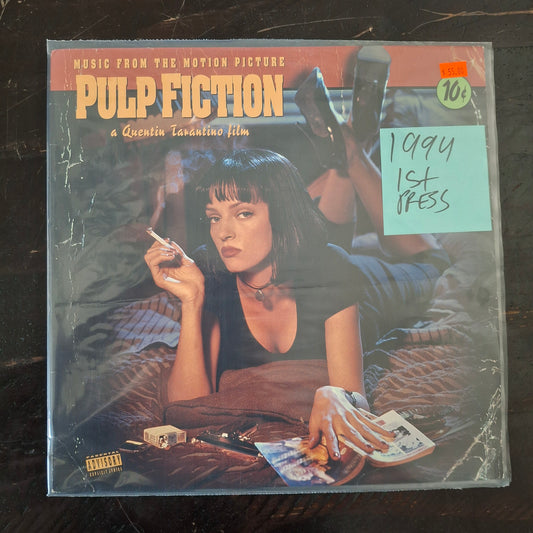 MUSIC FROM THE MOTION PICTURE
PULP FICTION
a Quentin Tarantino film
10¢
1994
1st
PRESS
PARENTAL
ADVISORY
EXPLICIT LYRICS